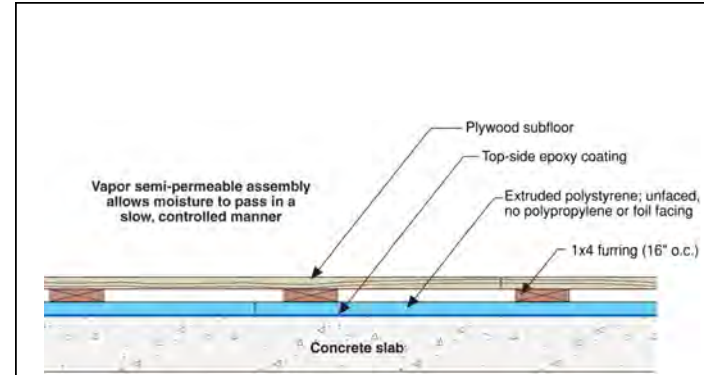 Plywood subfloor
Top-side epoxy coating
Vapor semi-permeable assembly
allows moisture to pass in a
slow, controlled manner
Extruded polystyrene; unfaced,
no polypropylene or foil facing
1x4 furring (16" o.c.)
Concrete slab